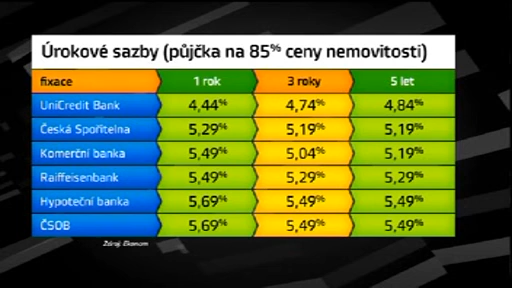 Úrokové sazby (půjčka na 85% ceny nemovitosti)
fixace 1 rok 3 roky 5 let
UniCredit Bank 4,44% 4,74% 4,84%
Česká Spořitelna 5,29% 5,19% 5,19%
Komerční banka 5,49% 5,04% 5,19%
Raiffeisenbank 5,49% 5,29% 5,29%
Hypoteční banka 5,69% 5,49% 5,49%
ČSOB 5,69% 5,49% 5,49%
Zdroj: Ekonom